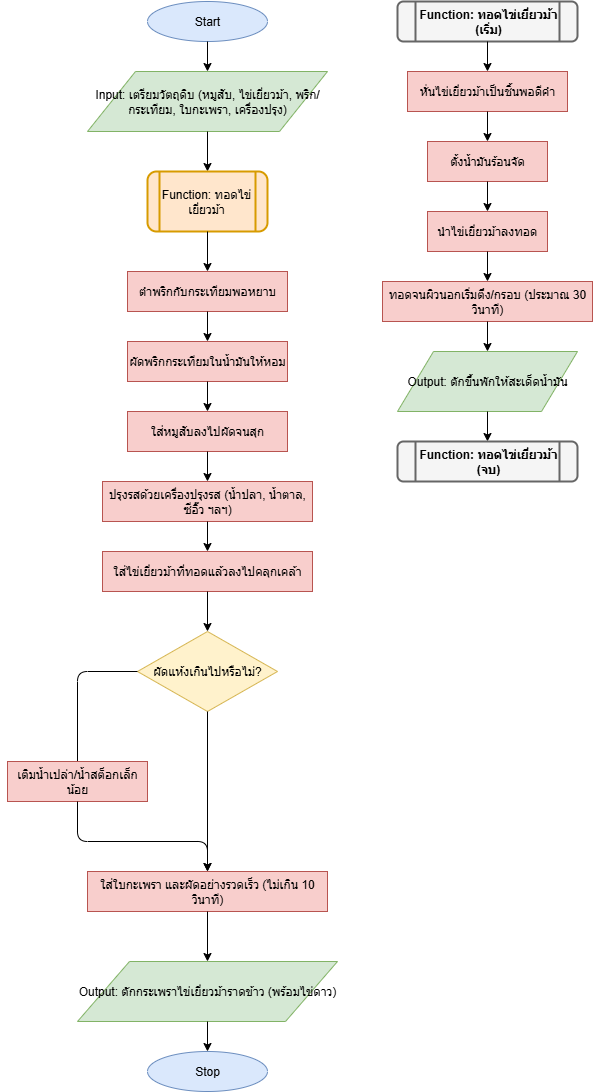 Start
Input: เตรียมวัตถุดิบ (หมูสับ, ไข่เยี่ยวม้า, พริก/
กระเทียม, ใบกะเพรา, เครื่องปรุง)
Function: ทอดไข่
เยี่ยวม้า
ตำพริกกับกระเทียมพอหยาบ
ผัดพริกกระเทียมในน้ำมันให้หอม
ใส่หมูสับลงไปผัดจนสุก
ปรุงรสด้วยเครื่องปรุงรส (น้ำปลา, น้ำตาล,
ซีอิ๊ว ฯลฯ)
ใส่ไข่เยี่ยวม้าที่ทอดแล้วลงไปคลุกเคล้า
ผัดแห้งเกินไปหรือไม่?
เติมน้ำเปล่า/น้ำสต็อกเล็ก
น้อย
ใส่ใบกะเพรา และผัดอย่างรวดเร็ว (ไม่เกิน 10
วินาที)
Output: ตักกระเพราไข่เยี่ยวม้าราดข้าว (พร้อมไข่ดาว)
Stop
Function: ทอดไข่เยี่ยวม้า
(เริ่ม)
หั่นไข่เยี่ยวม้าเป็นชิ้นพอดีคำ
ตั้งน้ำมันร้อนจัด
นำไข่เยี่ยวม้าลงทอด
ทอดจนผิวนอกเริ่มตึง/กรอบ (ประมาณ 30
วินาที)
Output: ตักขึ้นพักให้สะเด็ดน้ำมัน
Function: ทอดไข่เยี่ยวม้า
(จบ)